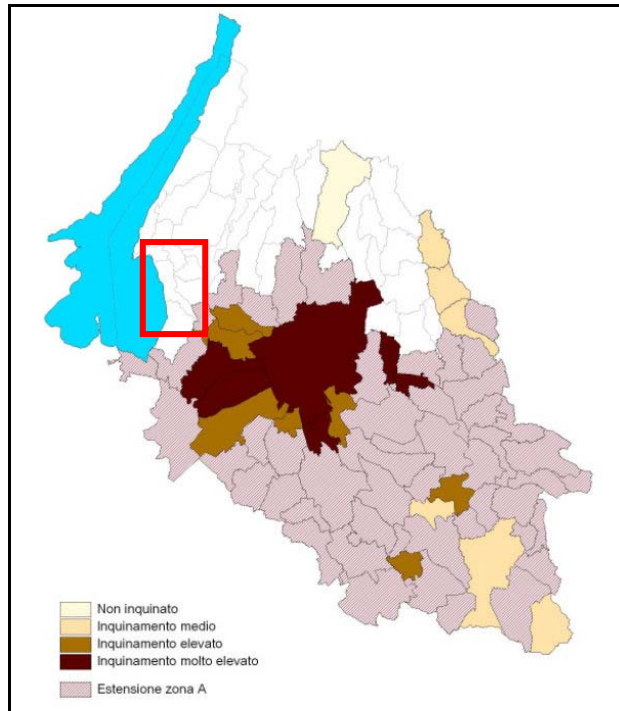 Non inquinato
Inquinamento medio
Inquinamento elevato
Inquinamento molto elevato
Estensione zona A